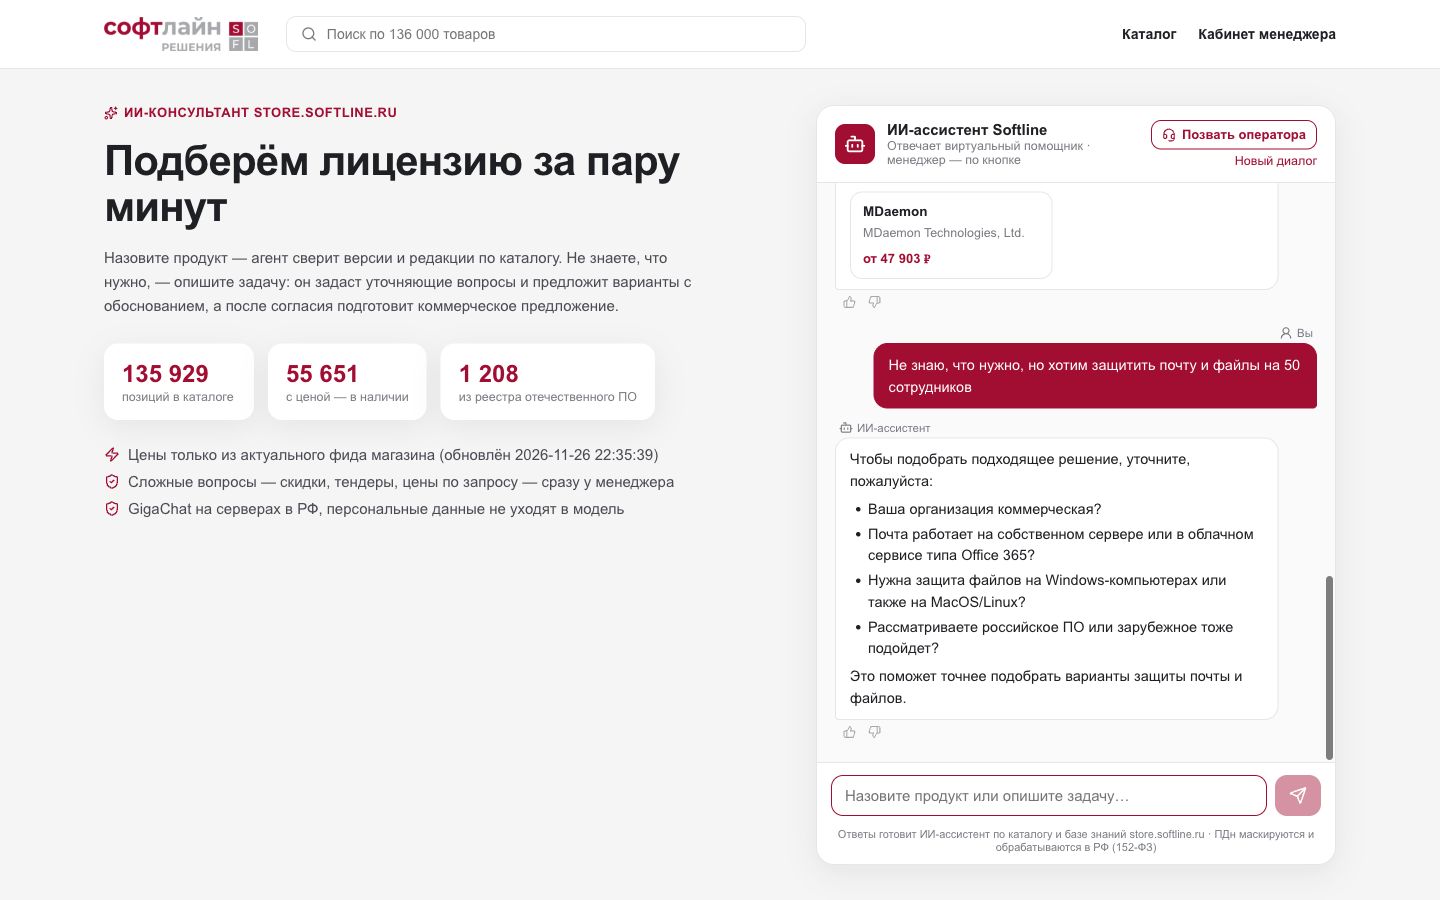 софтлайн
РЕШЕНИЯ
S O
F L
Поиск по 136 000 товаров
Каталог
Кабинет менеджера
ИИ-КОНСУЛЬТАНТ STORE.SOFTLINE.RU
Подберём лицензию за пару
минут
Назовите продукт — агент сверит версии и редакции по каталогу. Не знаете, что
нужно, — опишите задачу: он задаст уточняющие вопросы и предложит варианты с
обоснованием, а после согласия подготовит коммерческое предложение.
135 929
позиций в каталоге
55 651
с ценой — в наличии
1 208
из реестра отечественного ПО
Цены только из актуального фида магазина (обновлён 2026-11-26 22:35:39)
Сложные вопросы — скидки, тендеры, цены по запросу — сразу у менеджера
GigaChat на серверах в РФ, персональные данные не уходят в модель
ИИ-ассистент Softline
Отвечает виртуальный помощник ·
менеджер — по кнопке
Позвать оператора
Новый диалог
MDaemon
MDaemon Technologies, Ltd.
от 47 903 ₽
Вы
Не знаю, что нужно, но хотим защитить почту и файлы на 50
сотрудников
ИИ-ассистент
Чтобы подобрать подходящее решение, уточните,
пожалуйста:
• Ваша организация коммерческая?
• Почта работает на собственном сервере или в облачном
сервисе типа Office 365?
• Нужна защита файлов на Windows-компьютерах или
также на MacOS/Linux?
• Рассматриваете российское ПО или зарубежное тоже
подойдет?
Это поможет точнее подобрать варианты защиты почты и
файлов.
Назовите продукт или опишите задачу…
Ответы готовит ИИ-ассистент по каталогу и базе знаний store.softline.ru · ПДн маскируются и
обрабатываются в РФ (152-ФЗ)